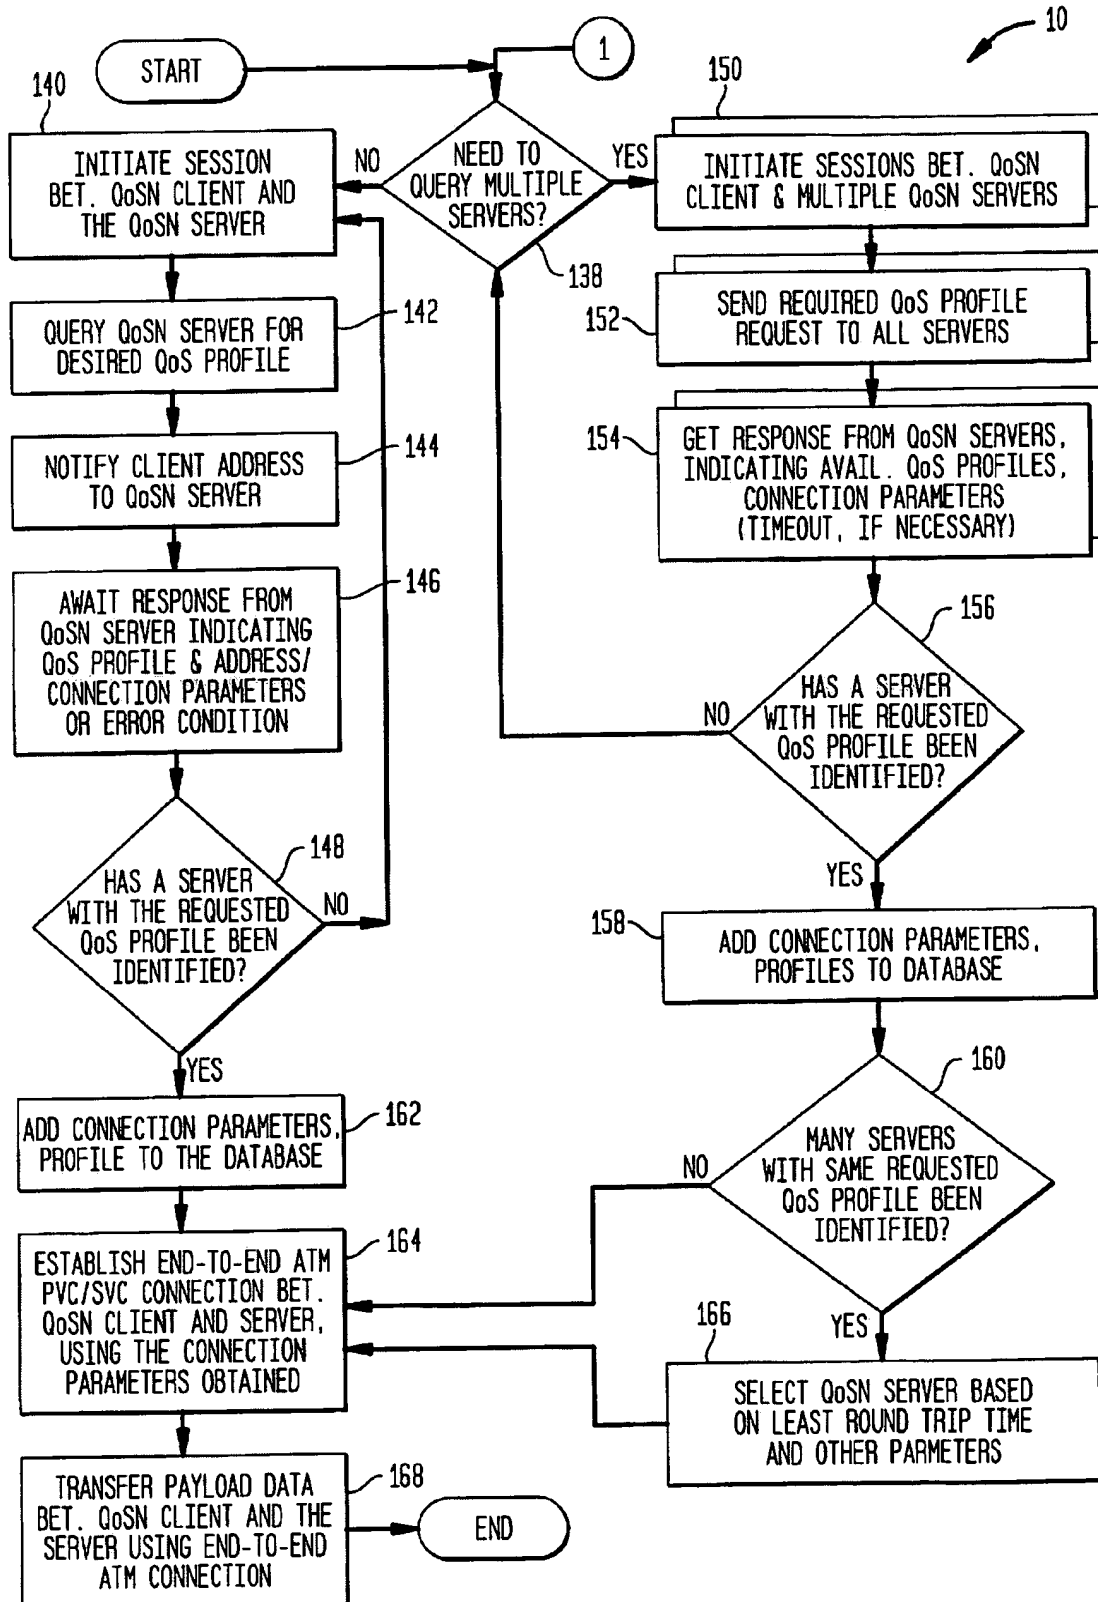 10
START
1
140
INITIATE SESSION
BET. QoSN CLIENT AND
THE QoSN SERVER
NO
NEED TO
QUERY MULTIPLE
SERVERS?
YES
138
150
INITIATE SESSIONS BET. QoSN
CLIENT & MULTIPLE QoSN SERVERS
QUERY QoSN SERVER FOR
DESIRED QoS PROFILE
142
152
SEND REQUIRED QoS PROFILE
REQUEST TO ALL SERVERS
NOTIFY CLIENT ADDRESS
TO QoSN SERVER
144
154
GET RESPONSE FROM QoSN SERVERS,
INDICATING AVAIL. QoS PROFILES,
CONNECTION PARAMETERS
(TIMEOUT, IF NECESSARY)
AWAIT RESPONSE FROM
QoSN SERVER INDICATING
QoS PROFILE & ADDRESS/
CONNECTION PARAMETERS
OR ERROR CONDITION
146
156
HAS A SERVER
WITH THE REQUESTED
QoS PROFILE BEEN
IDENTIFIED?
NO
YES
148
HAS A SERVER
WITH THE REQUESTED
QoS PROFILE BEEN
IDENTIFIED?
NO
YES
158
ADD CONNECTION PARAMETERS,
PROFILES TO DATABASE
160
MANY SERVERS
WITH SAME REQUESTED
QoS PROFILE BEEN
IDENTIFIED?
NO
YES
ADD CONNECTION PARAMETERS,
PROFILE TO THE DATABASE
162
ESTABLISH END-TO-END ATM
PVC/SVC CONNECTION BET.
QoSN CLIENT AND SERVER,
USING THE CONNECTION
PARAMETERS OBTAINED
164
166
SELECT QoSN SERVER BASED
ON LEAST ROUND TRIP TIME
AND OTHER PARMETERS
TRANSFER PAYLOAD DATA
BET. QoSN CLIENT AND THE
SERVER USING END-TO-END
ATM CONNECTION
168
END